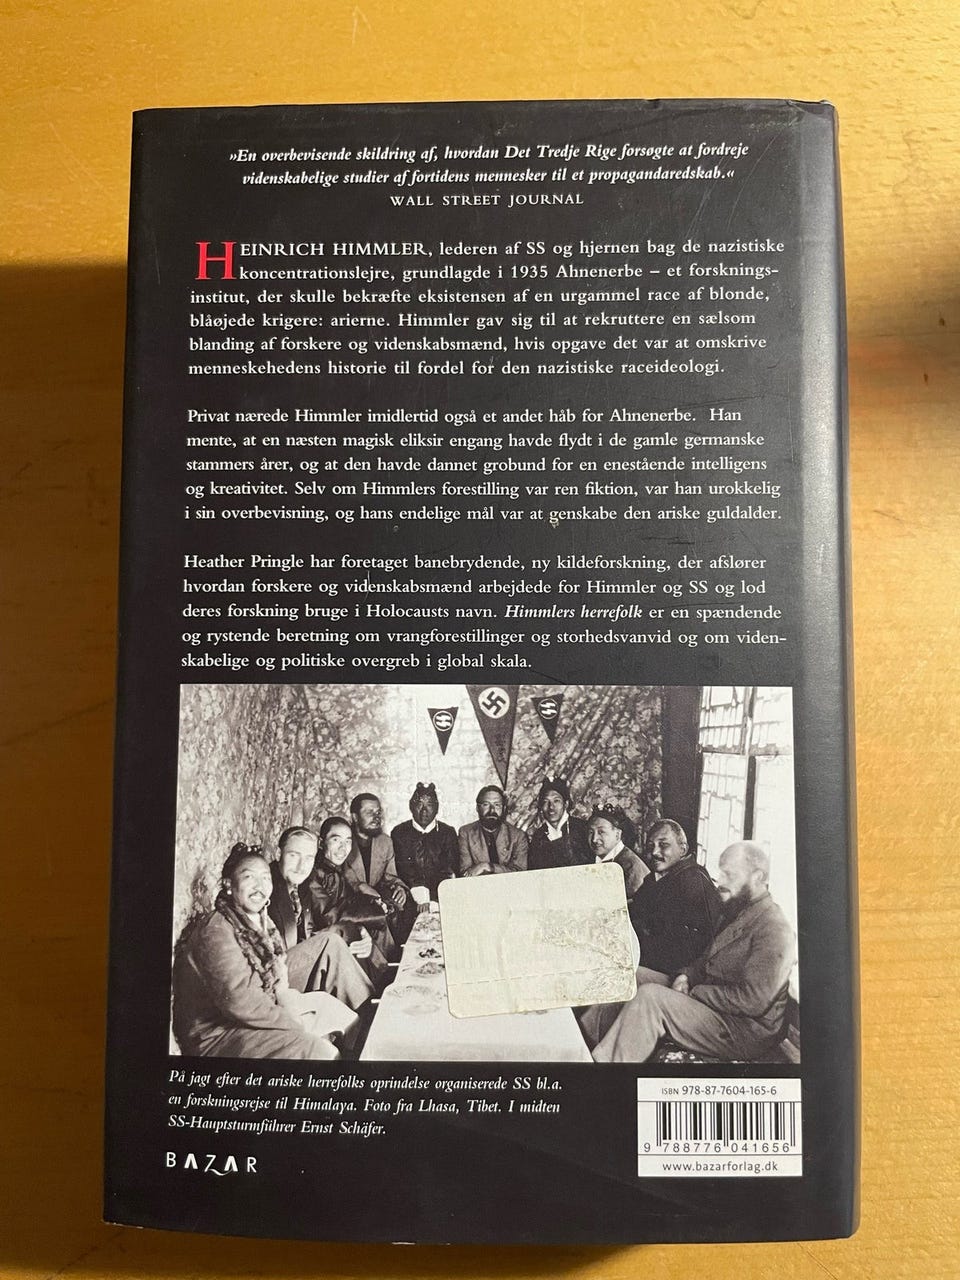 »En overbevisende skildring af, hvordan Det Tredje Rige forsøgte at fordreje
videnskabelige studier af fortidens mennesker til et propagandaredskab.«
WALL STREET JOURNAL
HEINRICH HIMMLER, lederen af SS og hjernen bag de nazistiske
koncentrationslejre, grundlagde i 1935 Ahnenerbe – et forsknings-
institut, der skulle bekræfte eksistensen af en urgammel race af blonde,
blåøjede krigere: arierne. Himmler gav sig til at rekruttere en sælsom
blanding af forskere og videnskabsmænd, hvis opgave det var at omskrive
menneskehedens historie til fordel for den nazistiske raceideologi.
Privat nærede Himmler imidlertid også et andet håb for Ahnenerbe. Han
mente, at en næsten magisk eliksir engang havde flydt i de gamle germanske
stammers årer, og at den havde dannet grobund for en enestående intelligens
og kreativitet. Selv om Himmlers forestilling var ren fiktion, var han urokkelig
i sin overbevisning, og hans endelige mål var at genskabe den ariske guldalder.
Heather Pringle har foretaget banebrydende, ny kildeforskning, der afslører
hvordan forskere og videnskabsmænd arbejdede for Himmler og SS og lod
deres forskning bruge i Holocausts navn. Himmlers herrefolk er en spændende
og rystende beretning om vrangforestillinger og storhedsvanvid og om viden-
skabelige og politiske overgreb i global skala.
På jagt efter det ariske herrefolks oprindelse organiserede SS bl.a.
en forskningsrejse til Himalaya. Foto fra Lhasa, Tibet. I midten
SS-Hauptsturmführer Ernst Schäfer.
BAZAR
ISBN 978-87-7604-165-6
9 788776 041656
www.bazarforlag.dk